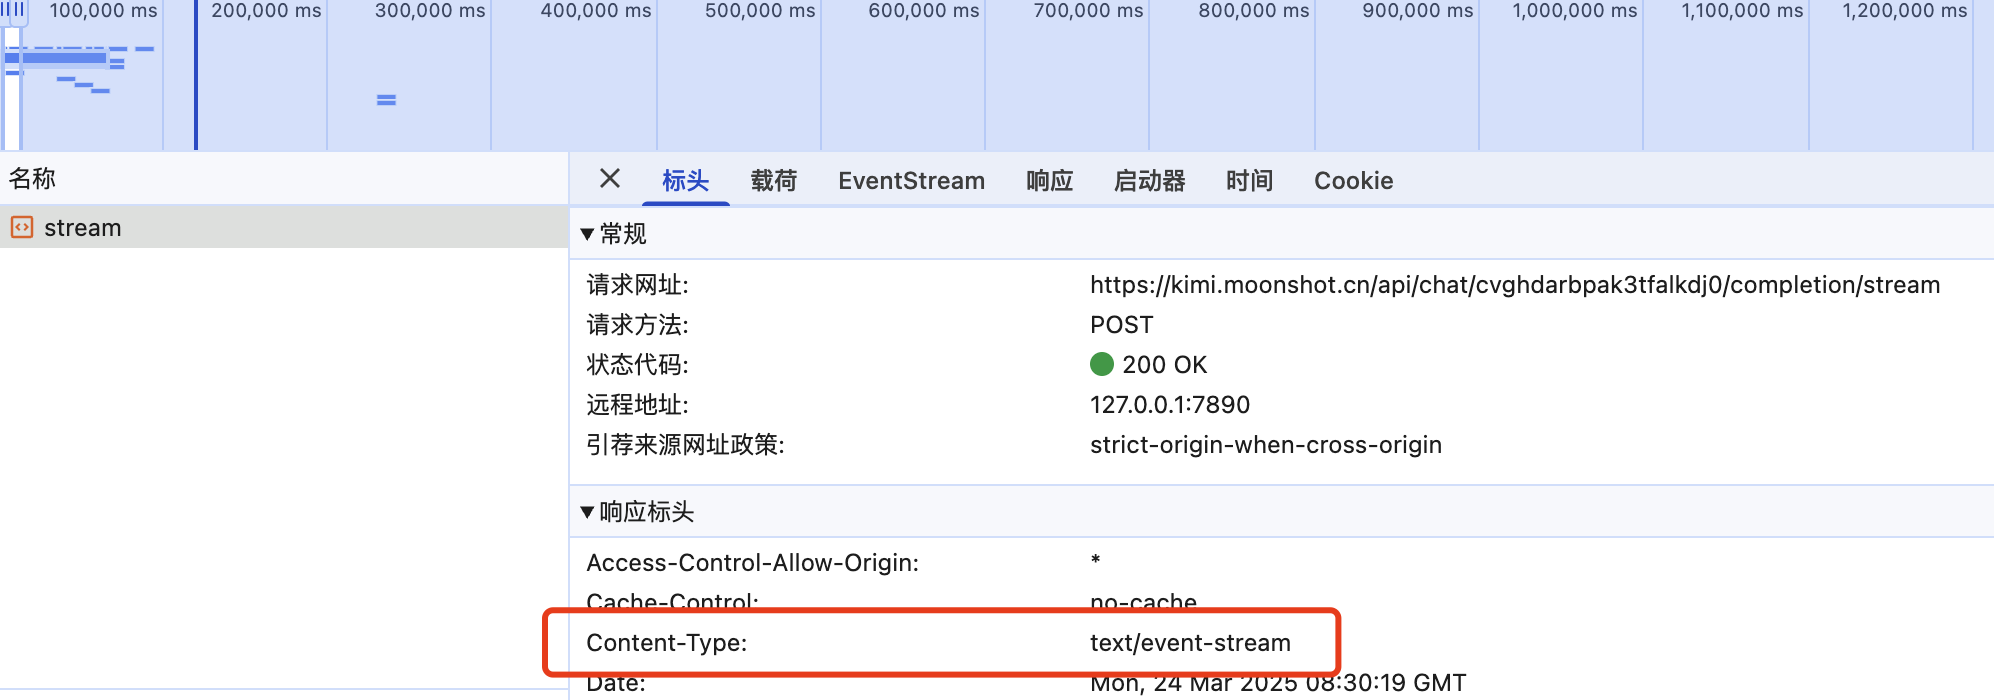 100,000 ms 200,000 ms 300,000 ms 400,000 ms 500,000 ms 600,000 ms 700,000 ms 800,000 ms 900,000 ms 1,000,000 ms 1,100,000 ms 1,200,000 ms
名称
标头 载荷 EventStream 响应 启动器 时间 Cookie
stream
常规
请求网址: https://kimi.moonshot.cn/api/chat/cvghdarbpak3tfalkdj0/completion/stream
请求方法: POST
状态代码: 200 OK
远程地址: 127.0.0.1:7890
引荐来源网址政策: strict-origin-when-cross-origin
响应标头
Access-Control-Allow-Origin: *
Cache-Control: no-cache
Content-Type: text/event-stream
Date: Mon, 24 Mar 2025 08:30:19 GMT